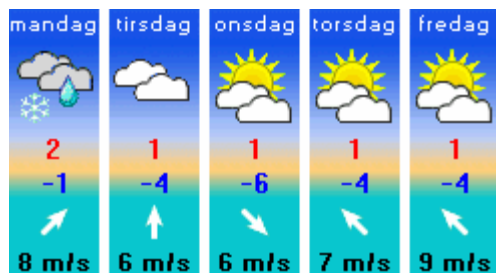 mandag tirsdag onsdag torsdag fredag
2 1 1 1 1
-1 -4 -6 -4 -4
8 m/s 6 m/s 6 m/s 7 m/s 9 m/s